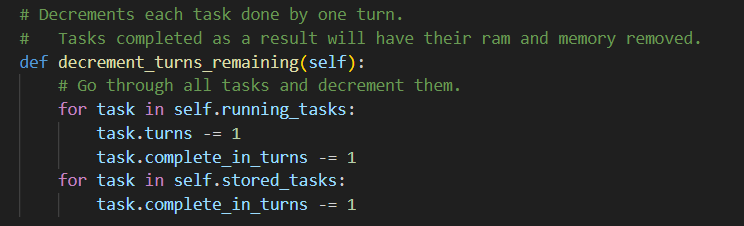 # Decrements each task done by one turn.
#   Tasks completed as a result will have their ram and memory removed.
def decrement_turns_remaining(self):
    # Go through all tasks and decrement them.
    for task in self.running_tasks:
        task.turns -= 1
        task.complete_in_turns -= 1
    for task in self.stored_tasks:
        task.complete_in_turns -= 1